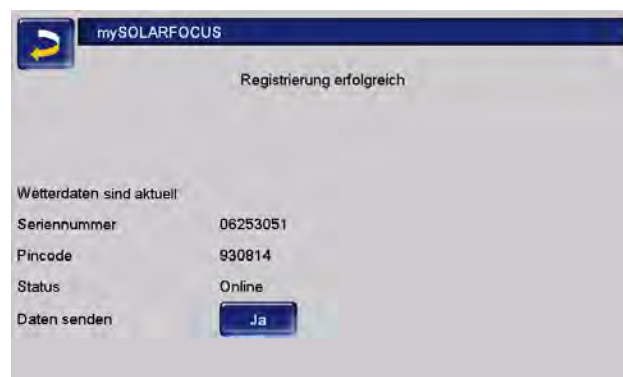 mySOLARFOCUS
Registrierung erfolgreich
Wetterdaten sind aktuell
Seriennummer 06253051
Pincode 930814
Status Online
Daten senden Ja